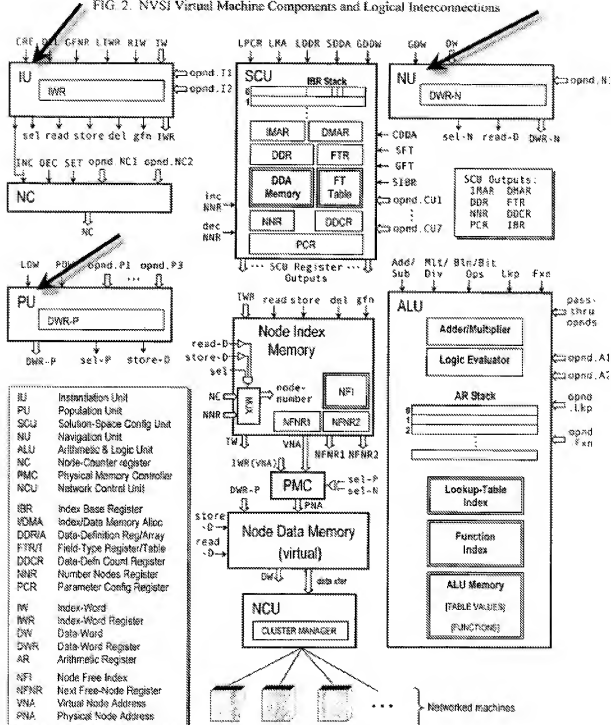 FIG. 2. NVSI Virtual Machine Components and Logical Interconnections
GFNR LTWR RIW IW
IU
IWR
opnd.I1
opnd.I2
sel read store del gfn IWR
LPCR LMA LDDR SDDA GDDW
SCU
IBR Stack
0
1
IMAR DMAR
DDR FTR
DDA Memory
FT Table
NNR DDCR
PCR
inc NNR
dec NNR
CDDA
SFT
GFT
SIBR
opnd.CU1
opnd.CU7
SCU Register Outputs
GDW DW
NU
DWR-N
opnd.N1
sel-N read-D DWR-N
SCU Outputs:
IMAR DMAR
DDR FTR
NNR DDCR
PCR IBR
INC DEC SET opnd NC1 opnd.NC2
NC
NC
LDW opnd.P1 opnd.P3
PU
DWR-P
DWR-P sel-P store-D
IWR read store del gfn
Node Index Memory
read-D
store-D
sel
MUX
node-number
NC
NNR
NFI
NFNR1 NFNR2
IW VNA NFNR1 NFNR2
IWR(VNA)
PMC
sel-P
sel-N
DWR-P PNA
store-D
read-D
Node Data Memory
(virtual)
DW data xfer
NCU
CLUSTER MANAGER
Networked machines
Add/Sub Mlt/Div Bln/Bit Ops Lkp Fxn
ALU
pass-thru opnds
Adder/Multiplier
Logic Evaluator
opnd.A1
opnd.A2
AR Stack
0
1
2
opnd.Lkp
opnd Fxn
Lookup-Table Index
Function Index
ALU Memory
[TABLE VALUES]
[FUNCTIONS]
IU Instantiation Unit
PU Population Unit
SCU Solution-Space Config Unit
NU Navigation Unit
ALU Arithmetic & Logic Unit
NC Node-Counter register
PMC Physical Memory Controller
NCU Network Control Unit
IBR Index Base Register
I/DMA Index/Data Memory Alloc
DDR/A Data-Definition Reg/Array
FTR/T Field-Type Register/Table
DDCR Data-Defn Count Register
NNR Number Nodes Register
PCR Parameter Config Register
IW Index-Word
IWR Index-Word Register
DW Data-Word
DWR Data-Word Register
AR Arithmetic Register
NFI Node Free Index
NFNR Next Free-Node Register
VNA Virtual Node Address
PNA Physical Node Address